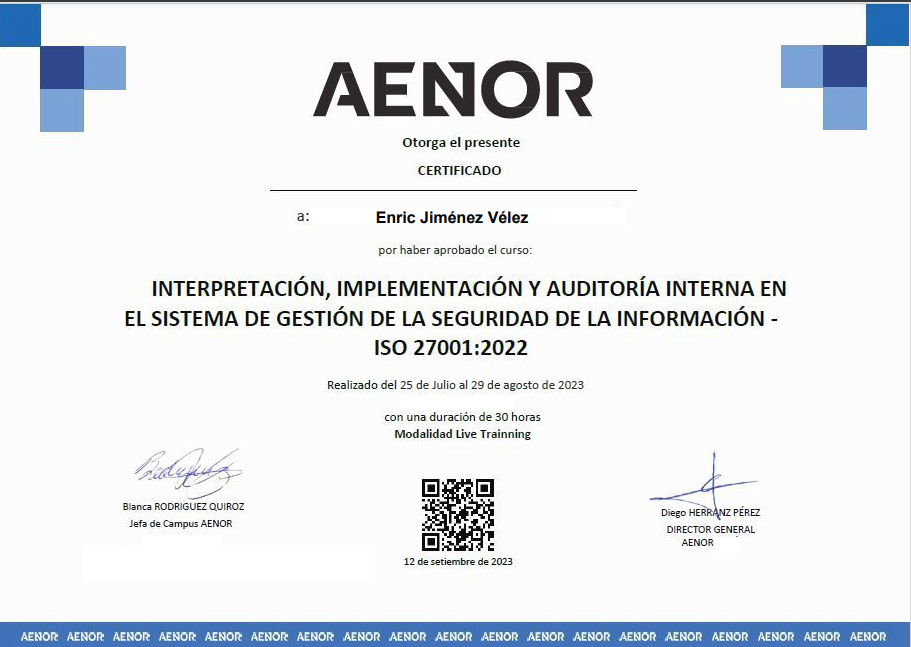 AENOR
Otorga el presente
CERTIFICADO
a: Enric Jiménez Vélez
por haber aprobado el curso:
INTERPRETACIÓN, IMPLEMENTACIÓN Y AUDITORÍA INTERNA EN
EL SISTEMA DE GESTIÓN DE LA SEGURIDAD DE LA INFORMACIÓN -
ISO 27001:2022
Realizado del 25 de Julio al 29 de agosto de 2023
con una duración de 30 horas
Modalidad Live Trainning
Blanca RODRIGUEZ QUIROZ
Jefa de Campus AENOR
Diego HERRANZ PÉREZ
DIRECTOR GENERAL
AENOR
12 de setiembre de 2023
AENOR AENOR AENOR AENOR AENOR AENOR AENOR AENOR AENOR AENOR AENOR AENOR AENOR AENOR AENOR AENOR AENOR AENOR AENOR